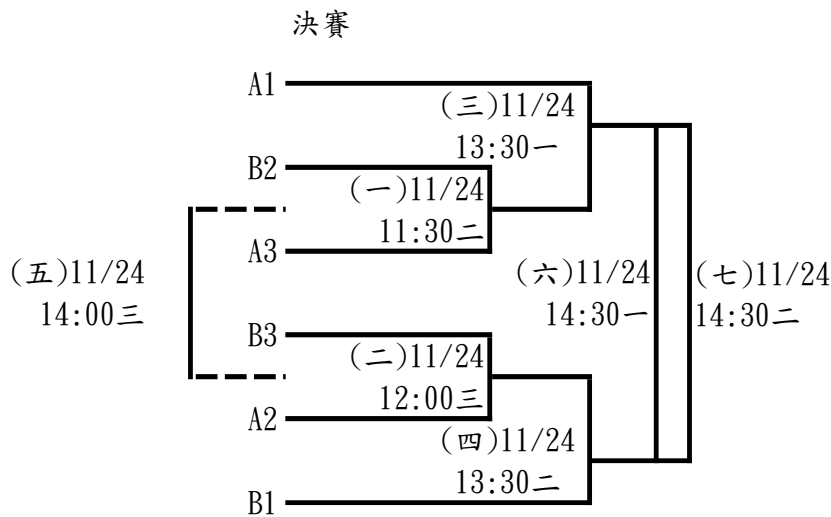 決賽
A1
(三)11/24
13:30一
B2
(一)11/24
11:30二
A3
(五)11/24
14:00三
(六)11/24
14:30一
(七)11/24
14:30二
B3
(二)11/24
12:00三
A2
(四)11/24
13:30二
B1